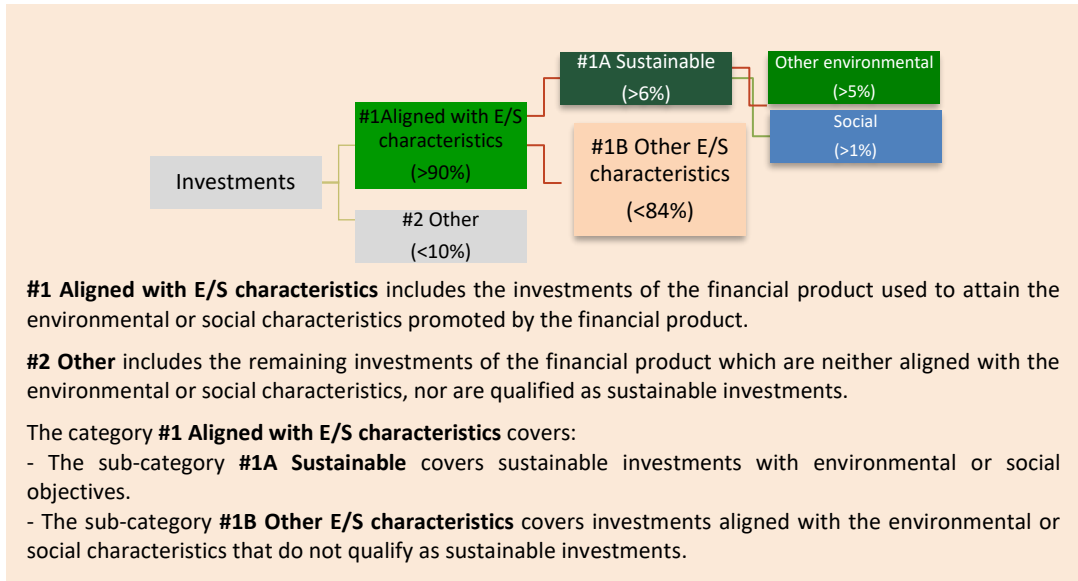 Investments
#1Aligned with E/S
characteristics
(>90%)
#2 Other
(<10%)
#1A Sustainable
(>6%)
#1B Other E/S
characteristics
(<84%)
Other environmental
(>5%)
Social
(>1%)
#1 Aligned with E/S characteristics includes the investments of the financial product used to attain the
environmental or social characteristics promoted by the financial product.
#2 Other includes the remaining investments of the financial product which are neither aligned with the
environmental or social characteristics, nor are qualified as sustainable investments.
The category #1 Aligned with E/S characteristics covers:
- The sub-category #1A Sustainable covers sustainable investments with environmental or social
objectives.
- The sub-category #1B Other E/S characteristics covers investments aligned with the environmental or
social characteristics that do not qualify as sustainable investments.